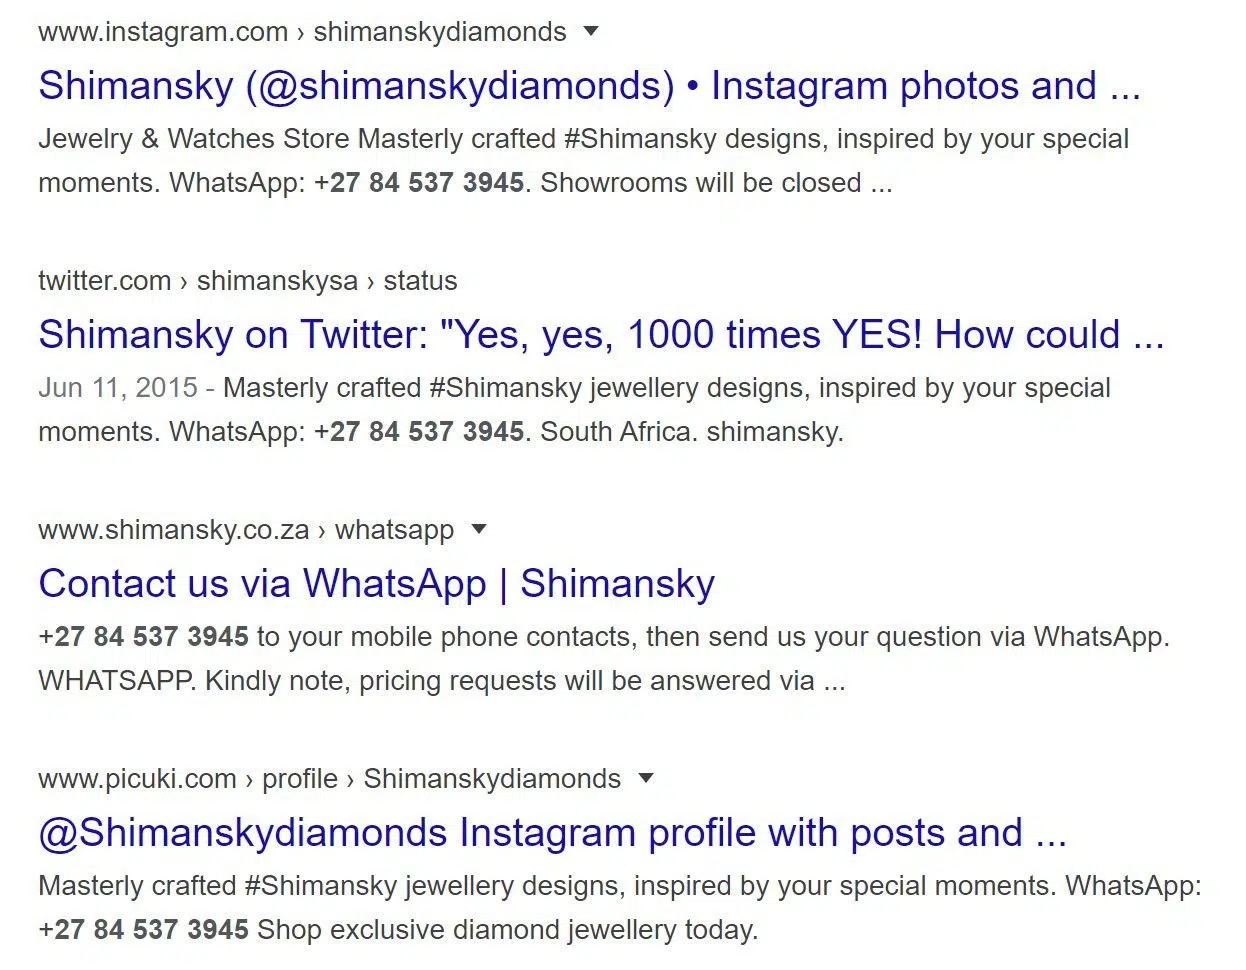 www.instagram.com › shimanskydiamonds ▼
Shimansky (@shimanskydiamonds) • Instagram photos and ...
Jewelry & Watches Store Masterly crafted #Shimansky designs, inspired by your special
moments. WhatsApp: +27 84 537 3945. Showrooms will be closed ...
twitter.com › shimanskysa › status
Shimansky on Twitter: "Yes, yes, 1000 times YES! How could ...
Jun 11, 2015 - Masterly crafted #Shimansky jewellery designs, inspired by your special
moments. WhatsApp: +27 84 537 3945. South Africa. shimansky.
www.shimansky.co.za › whatsapp ▼
Contact us via WhatsApp | Shimansky
+27 84 537 3945 to your mobile phone contacts, then send us your question via WhatsApp.
WHATSAPP. Kindly note, pricing requests will be answered via ...
www.picuki.com › profile › Shimanskydiamonds ▼
@Shimanskydiamonds Instagram profile with posts and ...
Masterly crafted #Shimansky jewellery designs, inspired by your special moments. WhatsApp:
+27 84 537 3945 Shop exclusive diamond jewellery today.